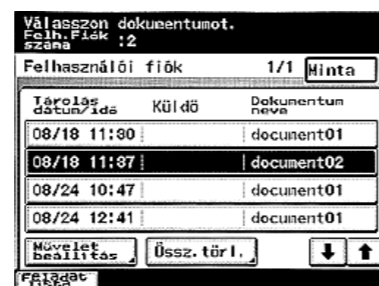 Válasszon dokumentumot.
Felh.Fiók
száma :2
Felhasználói fiók 1/1 Minta
Tárolás
dátum/idő Küldő Dokumentum
neve
08/18 11:30 document01
08/18 11:37 document02
08/24 10:47 document01
08/24 12:41 document01
Művelet
beállítás Össz.törl.
Feladat
lista